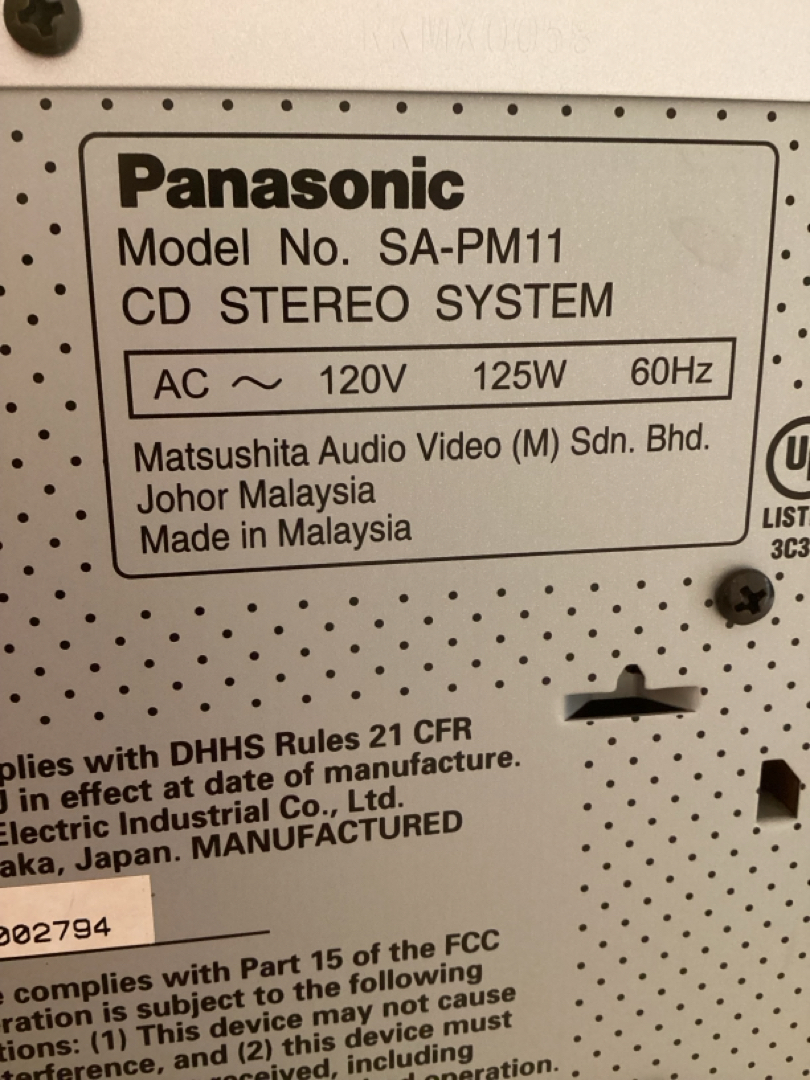 Panasonic
Model No. SA-PM11
CD STEREO SYSTEM
AC ~ 120V 125W 60Hz
Matsushita Audio Video (M) Sdn. Bhd.
Johor Malaysia
Made in Malaysia
LIST
3C3
plies with DHHS Rules 21 CFR
J in effect at date of manufacture.
Electric Industrial Co., Ltd.
aka, Japan. MANUFACTURED
002794
e complies with Part 15 of the FCC
ration is subject to the following
tions: (1) This device may not cause
terference, and (2) this device must
received, including
operation.